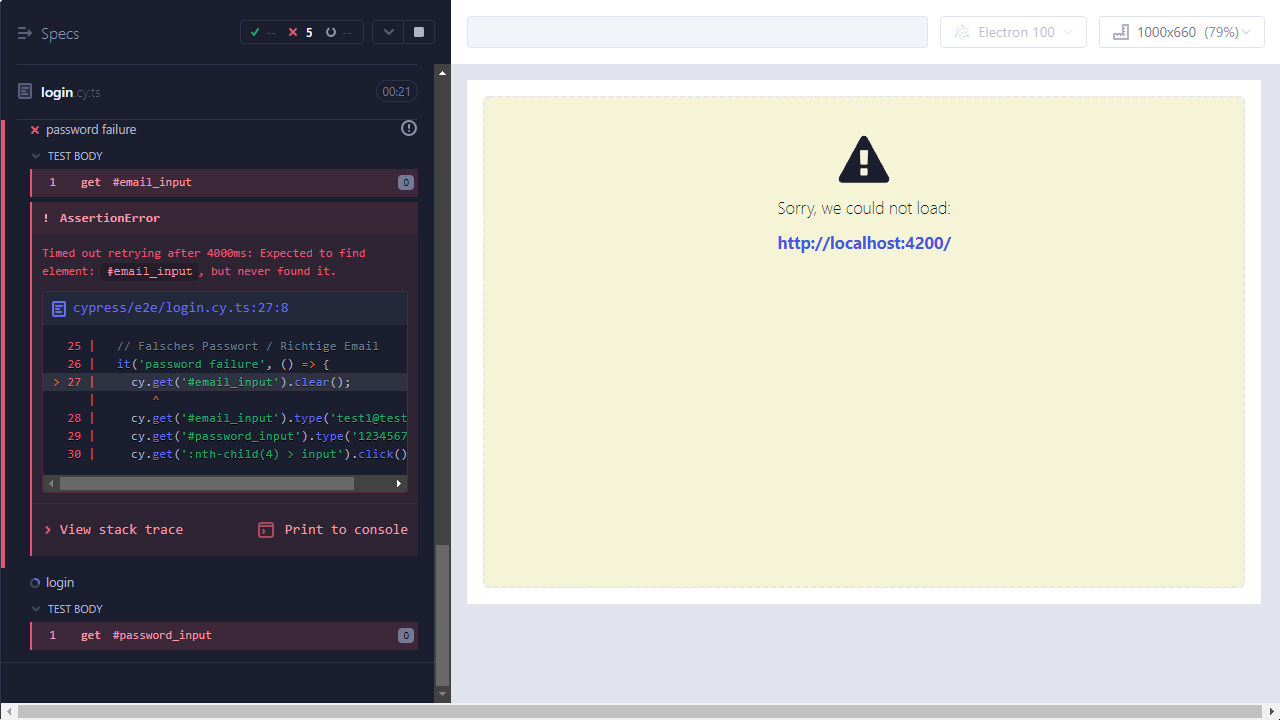 Specs
-- 5 --
login.cy.ts
00:21
password failure
TEST BODY
1 get #email_input 0
! AssertionError
Timed out retrying after 4000ms: Expected to find
element: #email_input, but never found it.
cypress/e2e/login.cy.ts:27:8
25 | // Falsches Passwort / Richtige Email
26 | it('password failure', () => {
> 27 | cy.get('#email_input').clear();
| ^
28 | cy.get('#email_input').type('test1@test
29 | cy.get('#password_input').type('1234567
30 | cy.get(':nth-child(4) > input').click()
> View stack trace
Print to console
login
TEST BODY
1 get #password_input 0
Electron 100
1000x660 (79%)
Sorry, we could not load:
http://localhost:4200/